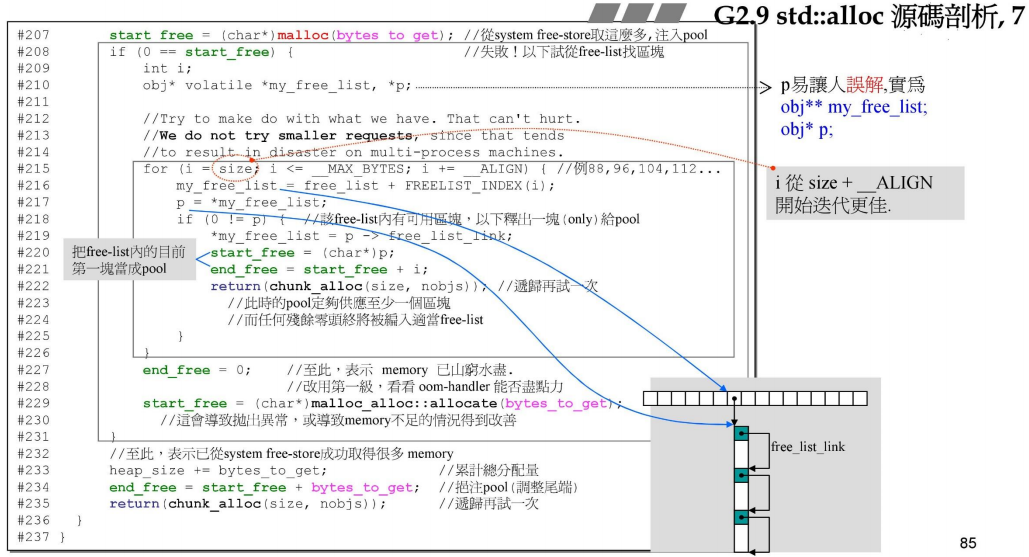 G2.9 std::alloc 源碼剖析, 7
#207 start_free = (char*)malloc(bytes_to_get); //從system free-store取這麼多,注入pool
#208 if (0 == start_free) { //失敗！以下試從free-list找區塊
#209 int i;
#210 obj* volatile *my_free_list, *p;
p易讓人誤解,實為
obj** my_free_list;
obj* p;
#211
#212 //Try to make do with what we have. That can't hurt.
#213 //We do not try smaller requests, since that tends
#214 //to result in disaster on multi-process machines.
#215 for (i = size; i <= __MAX_BYTES; i += __ALIGN) { //例88,96,104,112...
i 從 size + __ALIGN
開始迭代更佳.
#216 my_free_list = free_list + FREELIST_INDEX(i);
#217 p = *my_free_list;
#218 if (0 != p) { //該free-list內有可用區塊，以下釋出一塊(only)給pool
#219 *my_free_list = p -> free_list_link;
把free-list內的目前
第一塊當成pool
#220 start_free = (char*)p;
#221 end_free = start_free + i;
#222 return(chunk_alloc(size, nobjs)); //遞歸再試一次
#223 //此時的pool定夠供應至少一個區塊
#224 //而任何殘餘零頭終將被編入適當free-list
#225 }
#226 }
#227 end_free = 0; //至此，表示 memory 已山窮水盡.
#228 //改用第一級，看看 oom-handler 能否盡點力
#229 start_free = (char*)malloc_alloc::allocate(bytes_to_get);
#230 //這會導致拋出異常，或導致memory不足的情況得到改善
#231 }
#232 //至此，表示已從system free-store成功取得很多 memory
#233 heap_size += bytes_to_get; //累計總分配量
#234 end_free = start_free + bytes_to_get; //挹注pool(調整尾端)
#235 return(chunk_alloc(size, nobjs)); //遞歸再試一次
#236 }
#237 }
free_list_link
85